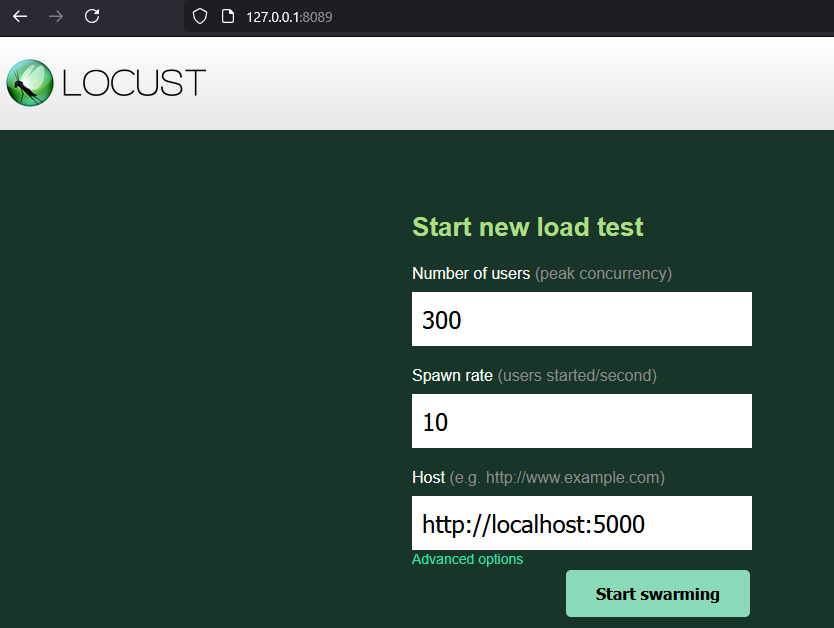 127.0.0.1:8089
LOCUST
Start new load test
Number of users (peak concurrency)
300
Spawn rate (users started/second)
10
Host (e.g. http://www.example.com)
http://localhost:5000
Advanced options
Start swarming